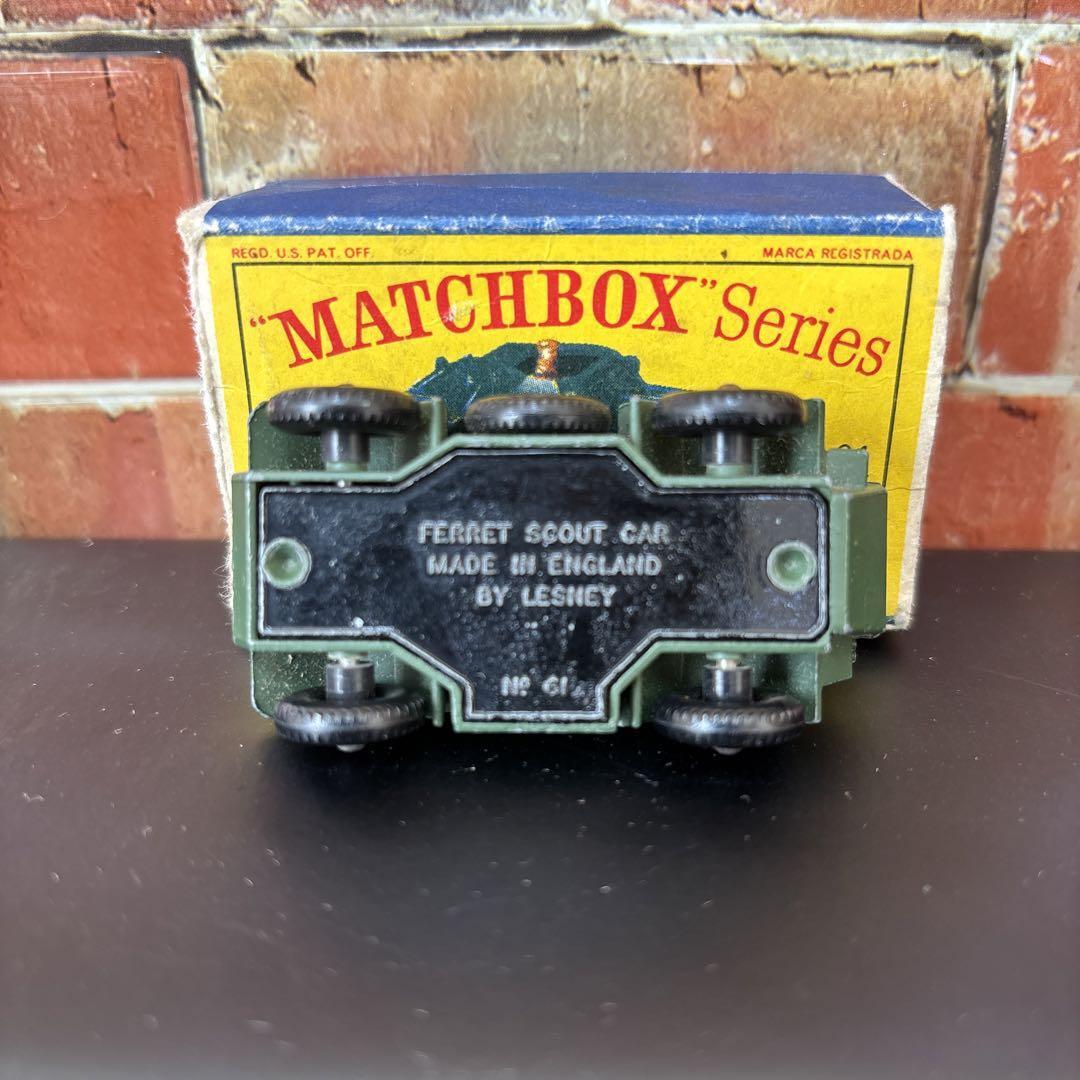 REGD. U.S. PAT. OFF. MARCA REGISTRADA
"MATCHBOX" Series
FERRET SCOUT CAR
MADE IN ENGLAND
BY LESNEY
Nº 61